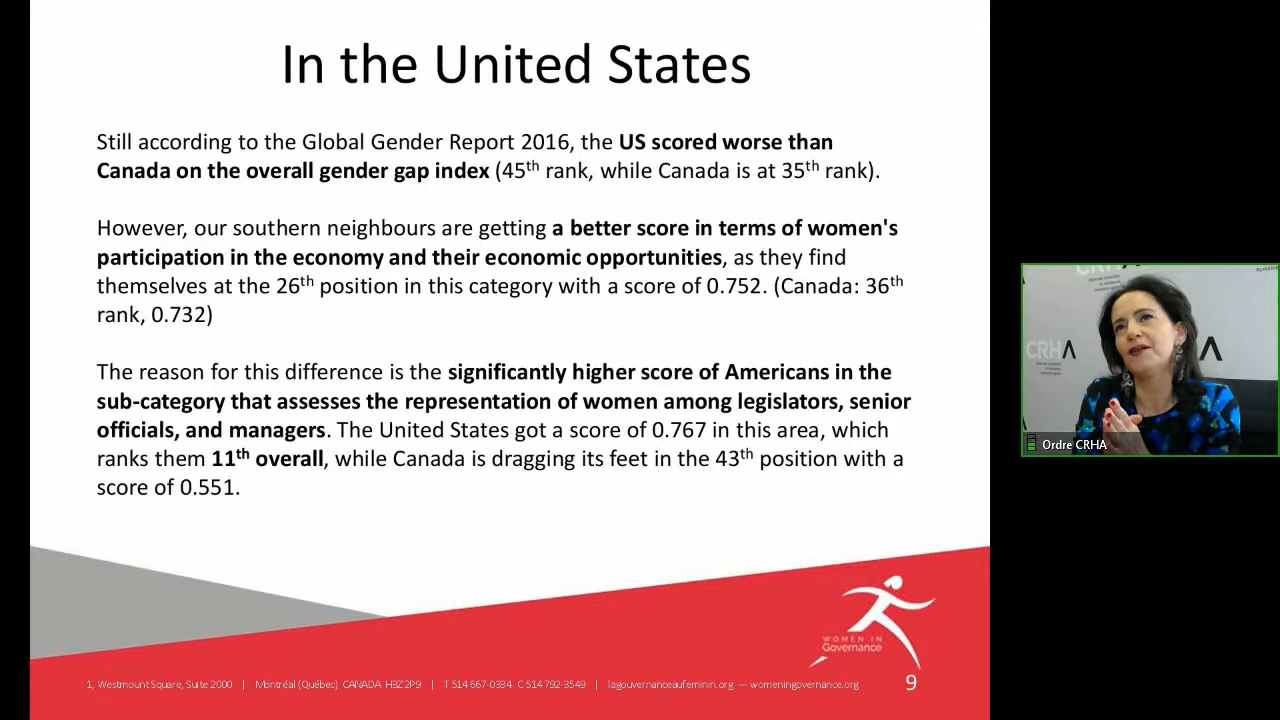 In the United States
Still according to the Global Gender Report 2016, the US scored worse than
Canada on the overall gender gap index (45th rank, while Canada is at 35th rank).
However, our southern neighbours are getting a better score in terms of women's
participation in the economy and their economic opportunities, as they find
themselves at the 26th position in this category with a score of 0.752. (Canada: 36th
rank, 0.732)
The reason for this difference is the significantly higher score of Americans in the
sub-category that assesses the representation of women among legislators, senior
officials, and managers. The United States got a score of 0.767 in this area, which
ranks them 11th overall, while Canada is dragging its feet in the 43th position with a
score of 0.551.
CRHA
CRHA
Ordre CRHA
WOMEN IN
Governance
1, Westmount Square, Suite 2000 | Montréal (Québec) CANADA H3Z 2P9 | T 514 667-0384 C 514 792-3549 | lagouvernanceaufeminin.org — womeningovernance.org
9